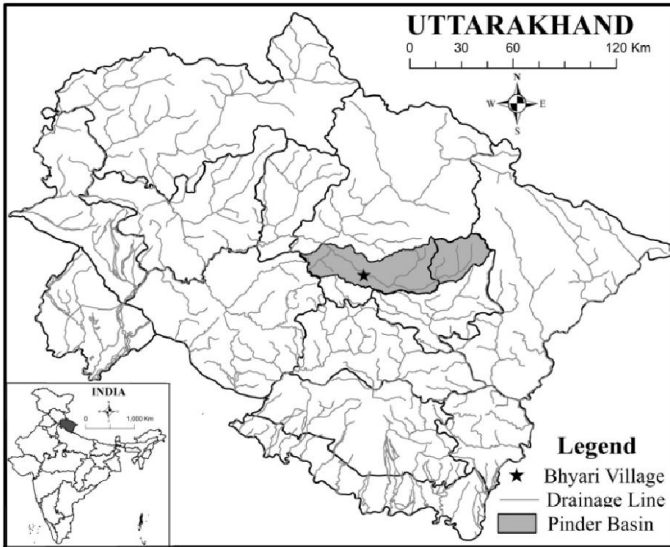 UTTARAKHAND
0 30 60 120 Km
N
W E
S
INDIA
0 1,000 Km
Legend
Bhyari Village
Drainage Line
Pinder Basin